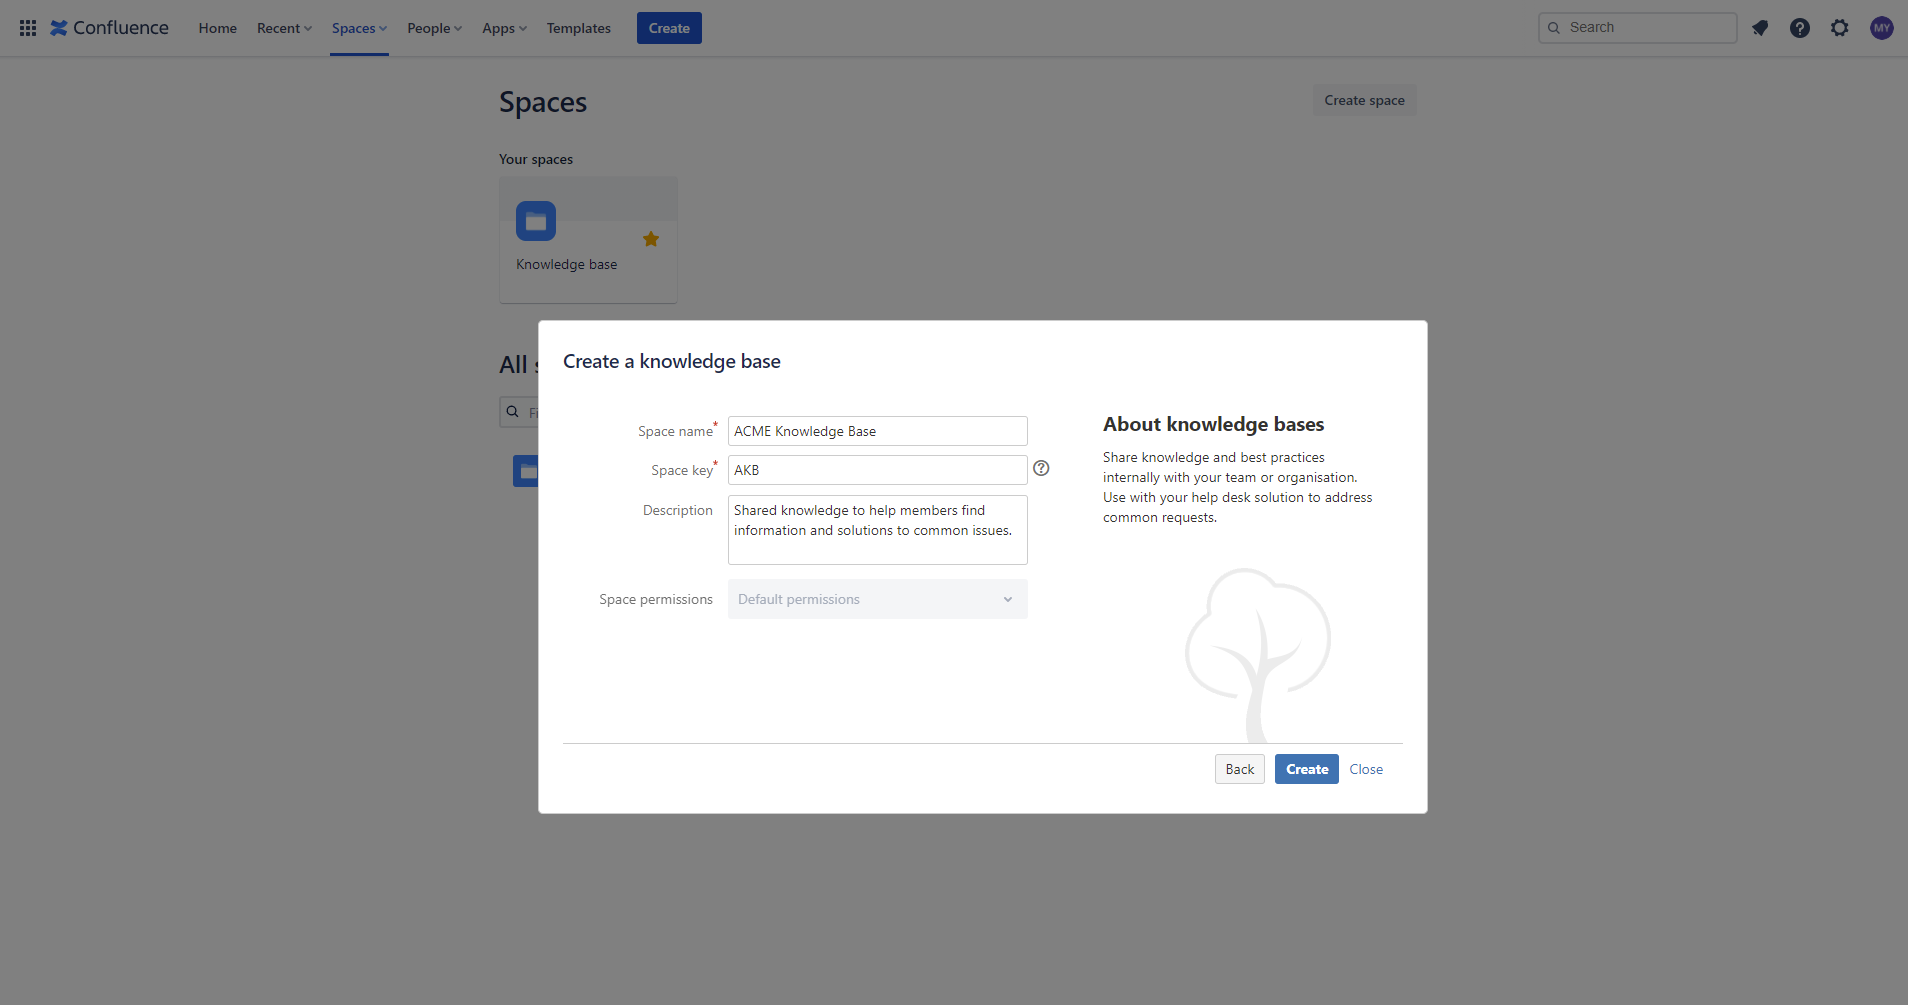 Confluence
Home
Recent
Spaces
People
Apps
Templates
Create
Search
MY
Spaces
Create space
Your spaces
Knowledge base
All
Create a knowledge base
Space name*
ACME Knowledge Base
Space key*
AKB
Description
Shared knowledge to help members find
information and solutions to common issues.
Space permissions
Default permissions
About knowledge bases
Share knowledge and best practices
internally with your team or organisation.
Use with your help desk solution to address
common requests.
Back
Create
Close